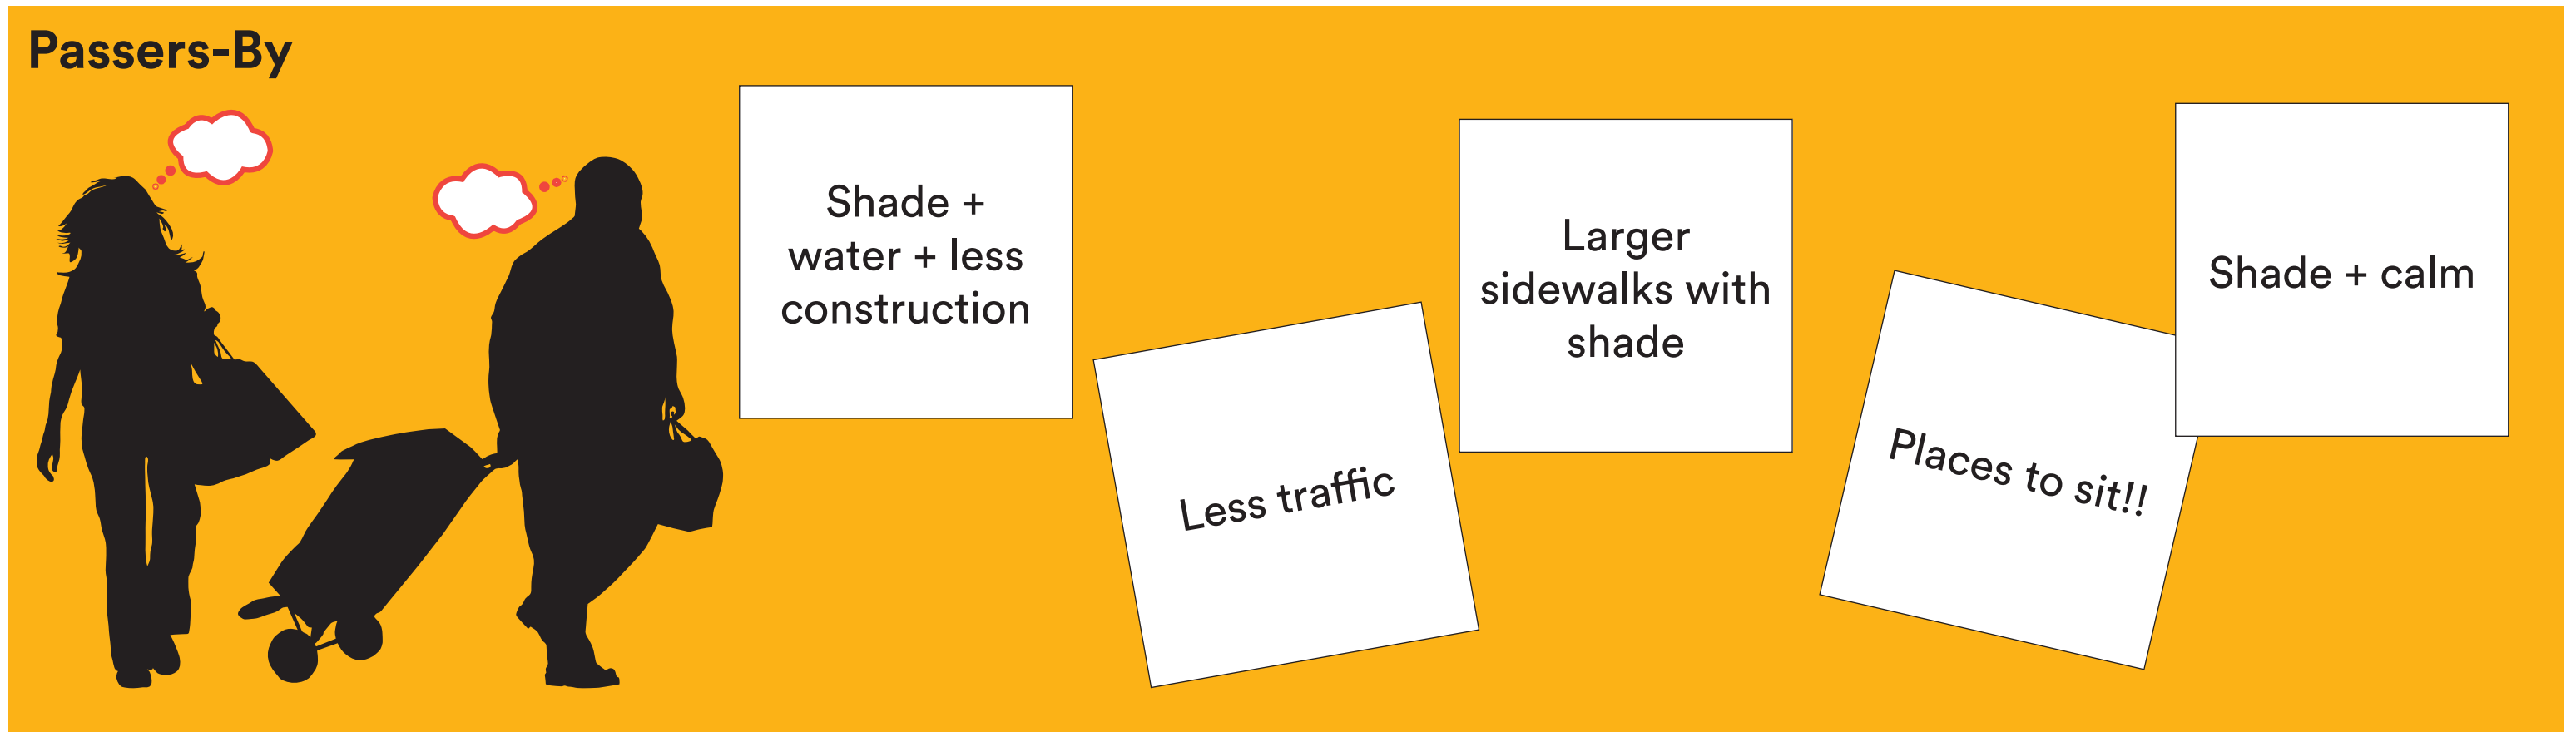 Passers-By
Shade +
water + less
construction
Less traffic
Larger
sidewalks with
shade
Places to sit!!
Shade + calm